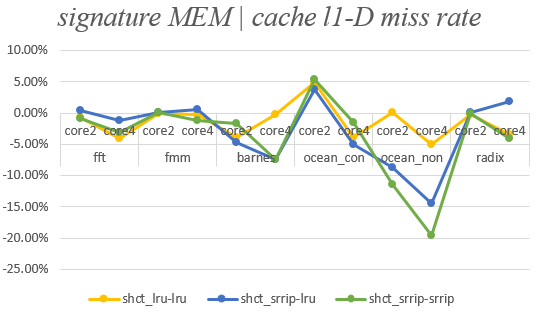 signature MEM | cache l1-D miss rate
10.00%
5.00%
0.00%
-5.00%
-10.00%
-15.00%
-20.00%
-25.00%
core2 core4 core2 core4 core2 core4 core2 core4 core2 core4 core2 core4
fft fmm barnes ocean_con ocean_non radix
shct_lru-lru shct_srrip-lru shct_srrip-srrip